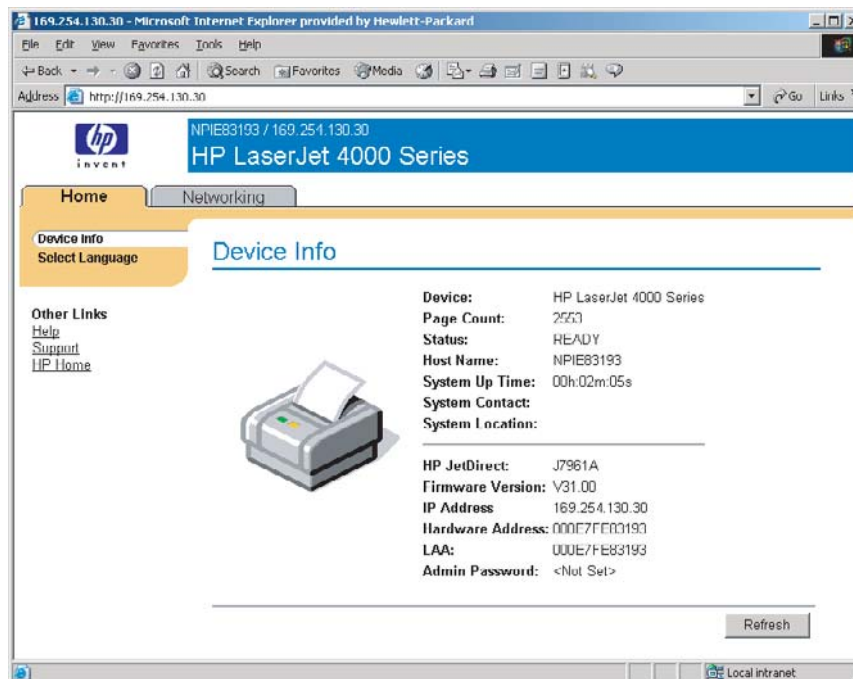 169.254.130.30 - Microsoft Internet Explorer provided by Hewlett-Packard
File Edit View Favorites Tools Help
Back Search Favorites Media
Address http://169.254.130.30 Go Links
hp
invent
NPIE83193 / 169.254.130.30
HP LaserJet 4000 Series
Home Networking
Device Info
Select Language
Other Links
Help
Support
HP Home
Device Info
Device: HP LaserJet 4000 Series
Page Count: 2553
Status: READY
Host Name: NPIE83193
System Up Time: 00h:02m:05s
System Contact:
System Location:
HP JetDirect: J7961A
Firmware Version: V31.00
IP Address 169.254.130.30
Hardware Address: 000E7FE83193
LAA: 000E7FE83193
Admin Password: <Not Set>
Refresh
Local intranet